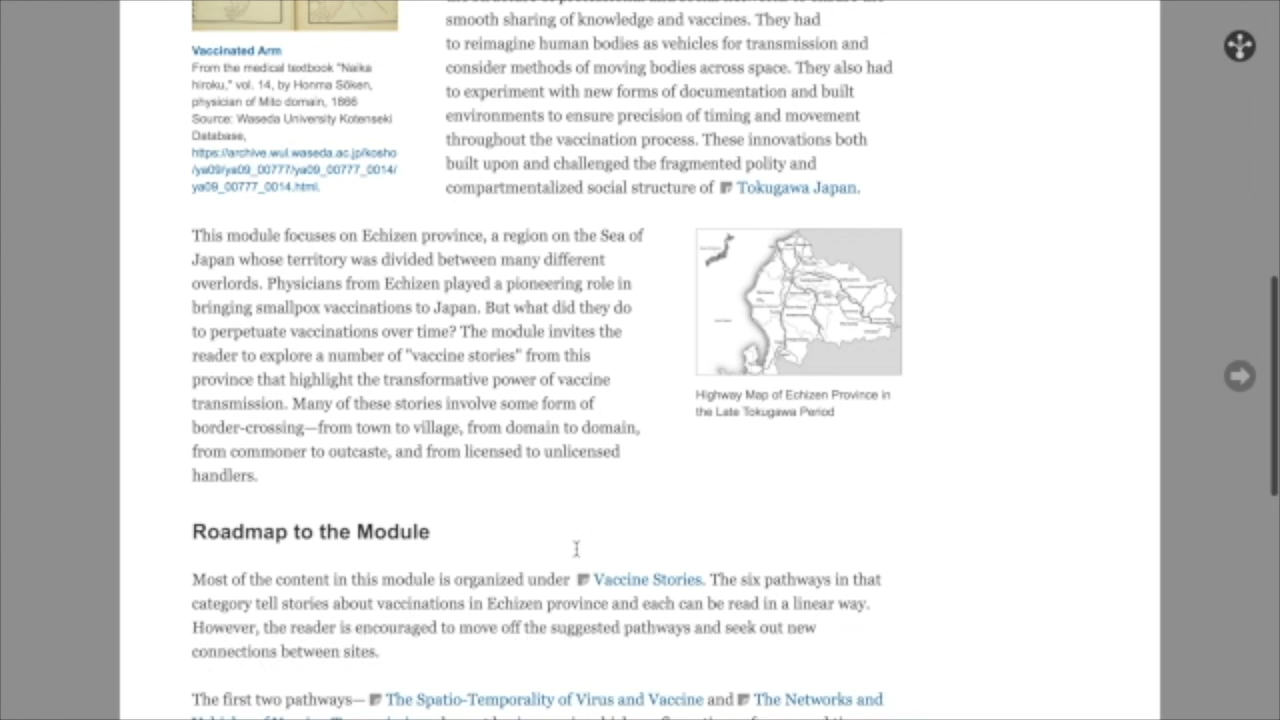 smooth sharing of knowledge and vaccines. They had
to reimagine human bodies as vehicles for transmission and
consider methods of moving bodies across space. They also had
to experiment with new forms of documentation and built
environments to ensure precision of timing and movement
throughout the vaccination process. These innovations both
built upon and challenged the fragmented polity and
compartmentalized social structure of Tokugawa Japan.
Vaccinated Arm
From the medical textbook "Naika
hiroku," vol. 14, by Honma Sōken,
physician of Mito domain, 1866
Source: Waseda University Kotenseki
Database,
https://archive.wul.waseda.ac.jp/kosho
/ya09/ya09_00777/ya09_00777_0014/
ya09_00777_0014.html.
This module focuses on Echizen province, a region on the Sea of
Japan whose territory was divided between many different
overlords. Physicians from Echizen played a pioneering role in
bringing smallpox vaccinations to Japan. But what did they do
to perpetuate vaccinations over time? The module invites the
reader to explore a number of "vaccine stories" from this
province that highlight the transformative power of vaccine
transmission. Many of these stories involve some form of
border-crossing—from town to village, from domain to domain,
from commoner to outcaste, and from licensed to unlicensed
handlers.
Highway Map of Echizen Province in
the Late Tokugawa Period
Roadmap to the Module
Most of the content in this module is organized under Vaccine Stories. The six pathways in that
category tell stories about vaccinations in Echizen province and each can be read in a linear way.
However, the reader is encouraged to move off the suggested pathways and seek out new
connections between sites.
The first two pathways— The Spatio-Temporality of Virus and Vaccine and The Networks and